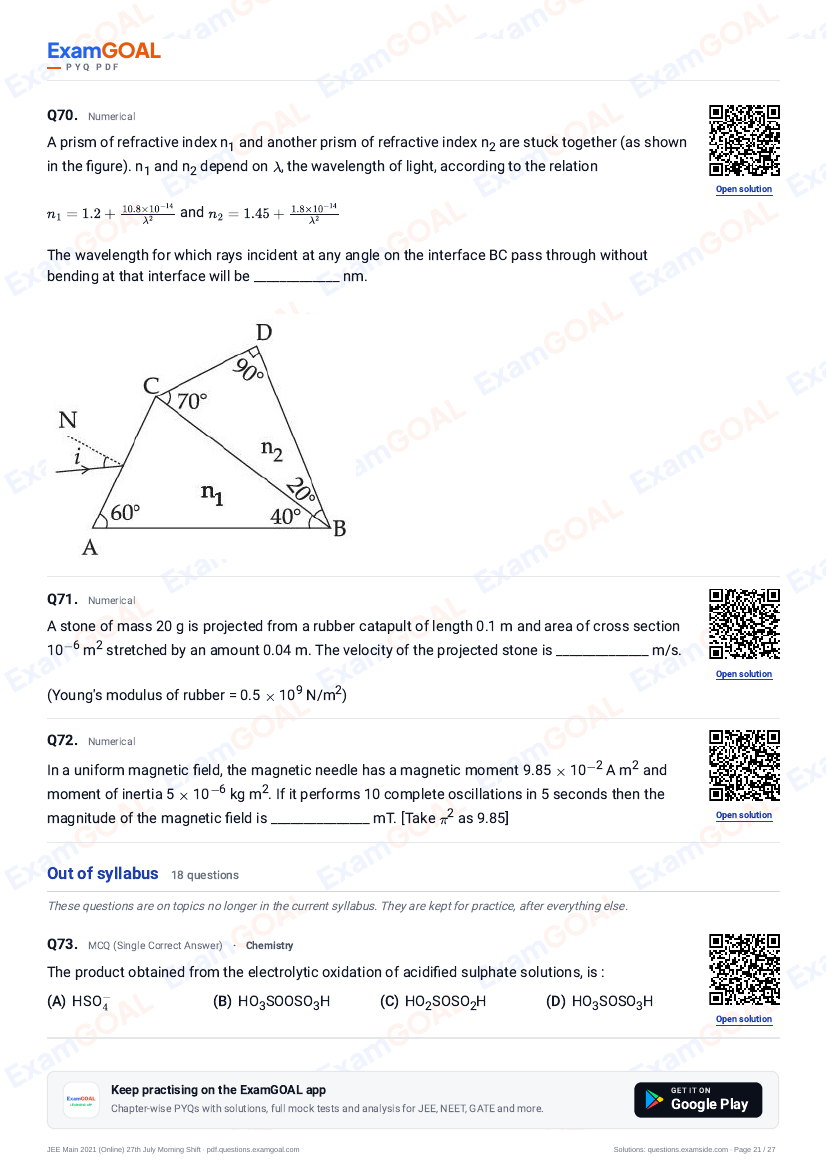 ExamGOAL
PYQ PDF
Q70. Numerical
A prism of refractive index n₁ and another prism of refractive index n₂ are stuck together (as shown
in the figure). n₁ and n₂ depend on λ, the wavelength of light, according to the relation
n₁ = 1.2 + 10.8×10⁻¹⁴/λ² and n₂ = 1.45 + 1.8×10⁻¹⁴/λ²
The wavelength for which rays incident at any angle on the interface BC pass through without
bending at that interface will be _____________ nm.
D
90°
C
70°
N
i
n₂
n₁
20°
60°
40°
B
A
Q71. Numerical
A stone of mass 20 g is projected from a rubber catapult of length 0.1 m and area of cross section
10⁻⁶ m² stretched by an amount 0.04 m. The velocity of the projected stone is ______________ m/s.
(Young's modulus of rubber = 0.5 × 10⁹ N/m²)
Q72. Numerical
In a uniform magnetic field, the magnetic needle has a magnetic moment 9.85 × 10⁻² A m² and
moment of inertia 5 × 10⁻⁶ kg m². If it performs 10 complete oscillations in 5 seconds then the
magnitude of the magnetic field is _______________ mT. [Take π² as 9.85]
Out of syllabus 18 questions
These questions are on topics no longer in the current syllabus. They are kept for practice, after everything else.
Q73. MCQ (Single Correct Answer) · Chemistry
The product obtained from the electrolytic oxidation of acidified sulphate solutions, is :
(A) HSO₄⁻ (B) HO₃SOOSO₃H (C) HO₂SOSO₂H (D) HO₃SOSO₃H
Open solution
Open solution
Open solution
Open solution
Keep practising on the ExamGOAL app
Chapter-wise PYQs with solutions, full mock tests and analysis for JEE, NEET, GATE and more.
GET IT ON
Google Play
JEE Main 2021 (Online) 27th July Morning Shift · pdf.questions.examgoal.com
Solutions: questions.examside.com · Page 21 / 27